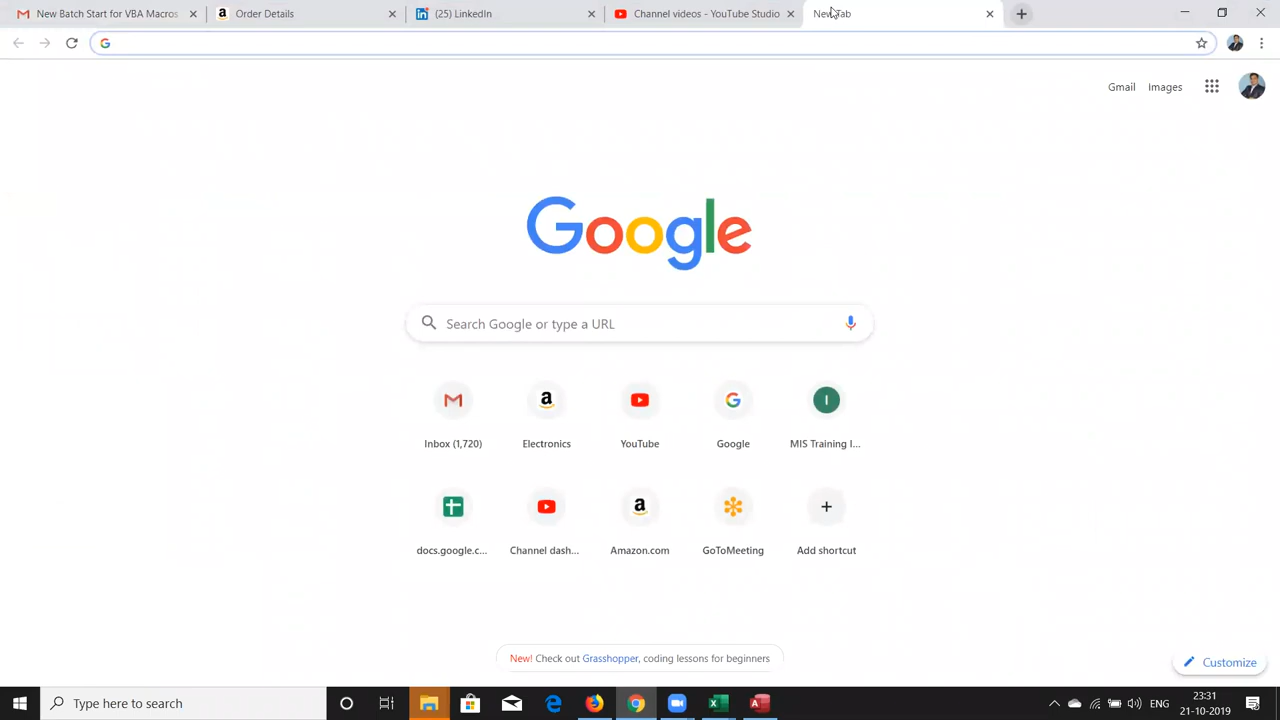 New Batch Start for VBA Macros
Order Details
(25) LinkedIn
Channel videos - YouTube Studio
New Tab
Gmail
Images
Google
Search Google or type a URL
Inbox (1,720)
Electronics
YouTube
Google
MIS Training I...
docs.google.c...
Channel dash...
Amazon.com
GoToMeeting
Add shortcut
New! Check out Grasshopper, coding lessons for beginners
Customize
Type here to search
ENG
23:31
21-10-2019